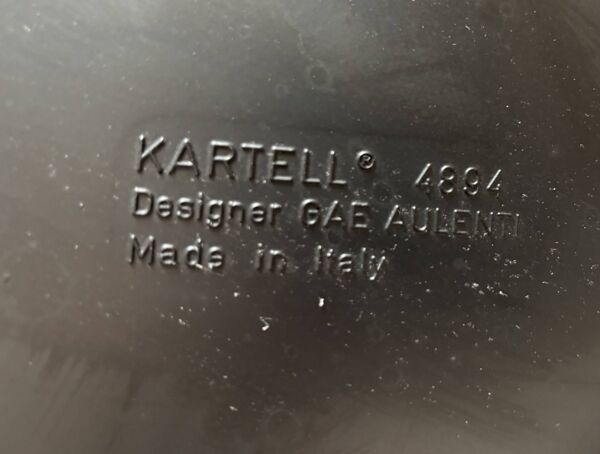 KARTELL® 4894
Designer GAE AULENTI
Made in Italy